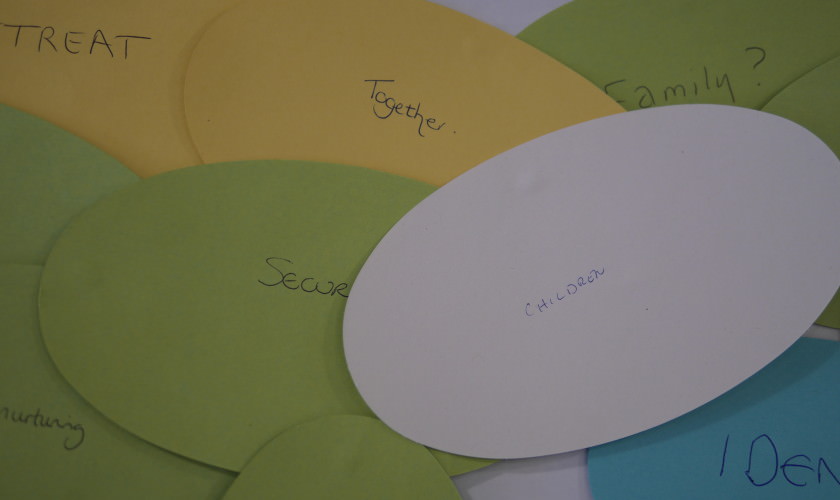 TREAT
Together.
Family?
SECUR
CHILDREN
nurturing
IDEN